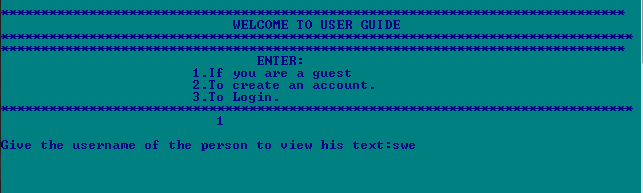 ******************************************************************************
WELCOME TO USER GUIDE
*******************************************************************************
******************************************************************************
ENTER:
1.If you are a guest
2.To create an account.
3.To Login.
*******************************************************************************
1
Give the username of the person to view his text:swe